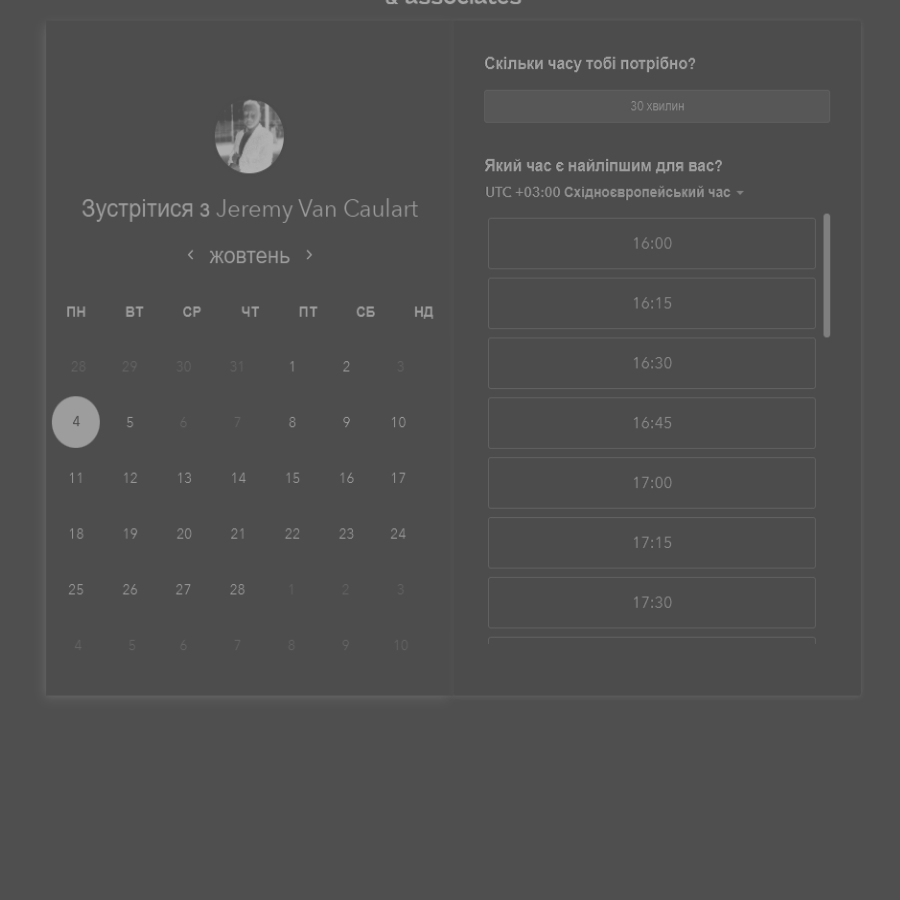 & associates
Зустрітися з Jeremy Van Caulart
жовтень
ПН ВТ СР ЧТ ПТ СБ НД
28 29 30 31 1 2 3
4 5 6 7 8 9 10
11 12 13 14 15 16 17
18 19 20 21 22 23 24
25 26 27 28 1 2 3
4 5 6 7 8 9 10
Скільки часу тобі потрібно?
30 хвилин
Який час є найліпшим для вас?
UTC +03:00 Східноєвропейський час
16:00
16:15
16:30
16:45
17:00
17:15
17:30